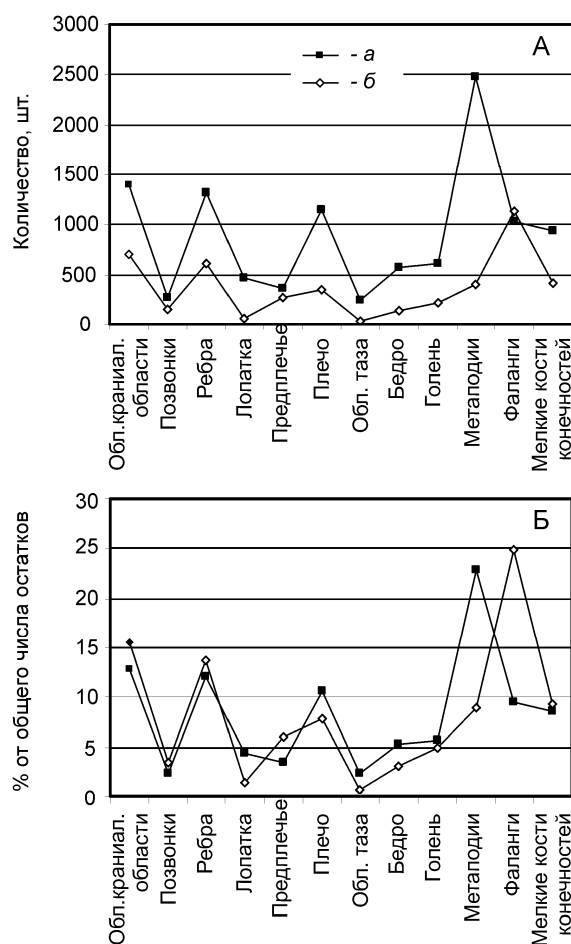 3000
А
- а
2500
- б
2000
Количество, шт.
1500
1000
500
0
Обл.краниал.
области
Позвонки
Ребра
Лопатка
Предплечье
Плечо
Обл. таза
Бедро
Голень
Метаподии
Фаланги
Мелкие кости
конечностей
30
Б
25
20
% от общего числа остатков
15
10
5
0
Обл.краниал.
области
Позвонки
Ребра
Лопатка
Предплечье
Плечо
Обл. таза
Бедро
Голень
Метаподии
Фаланги
Мелкие кости
конечностей